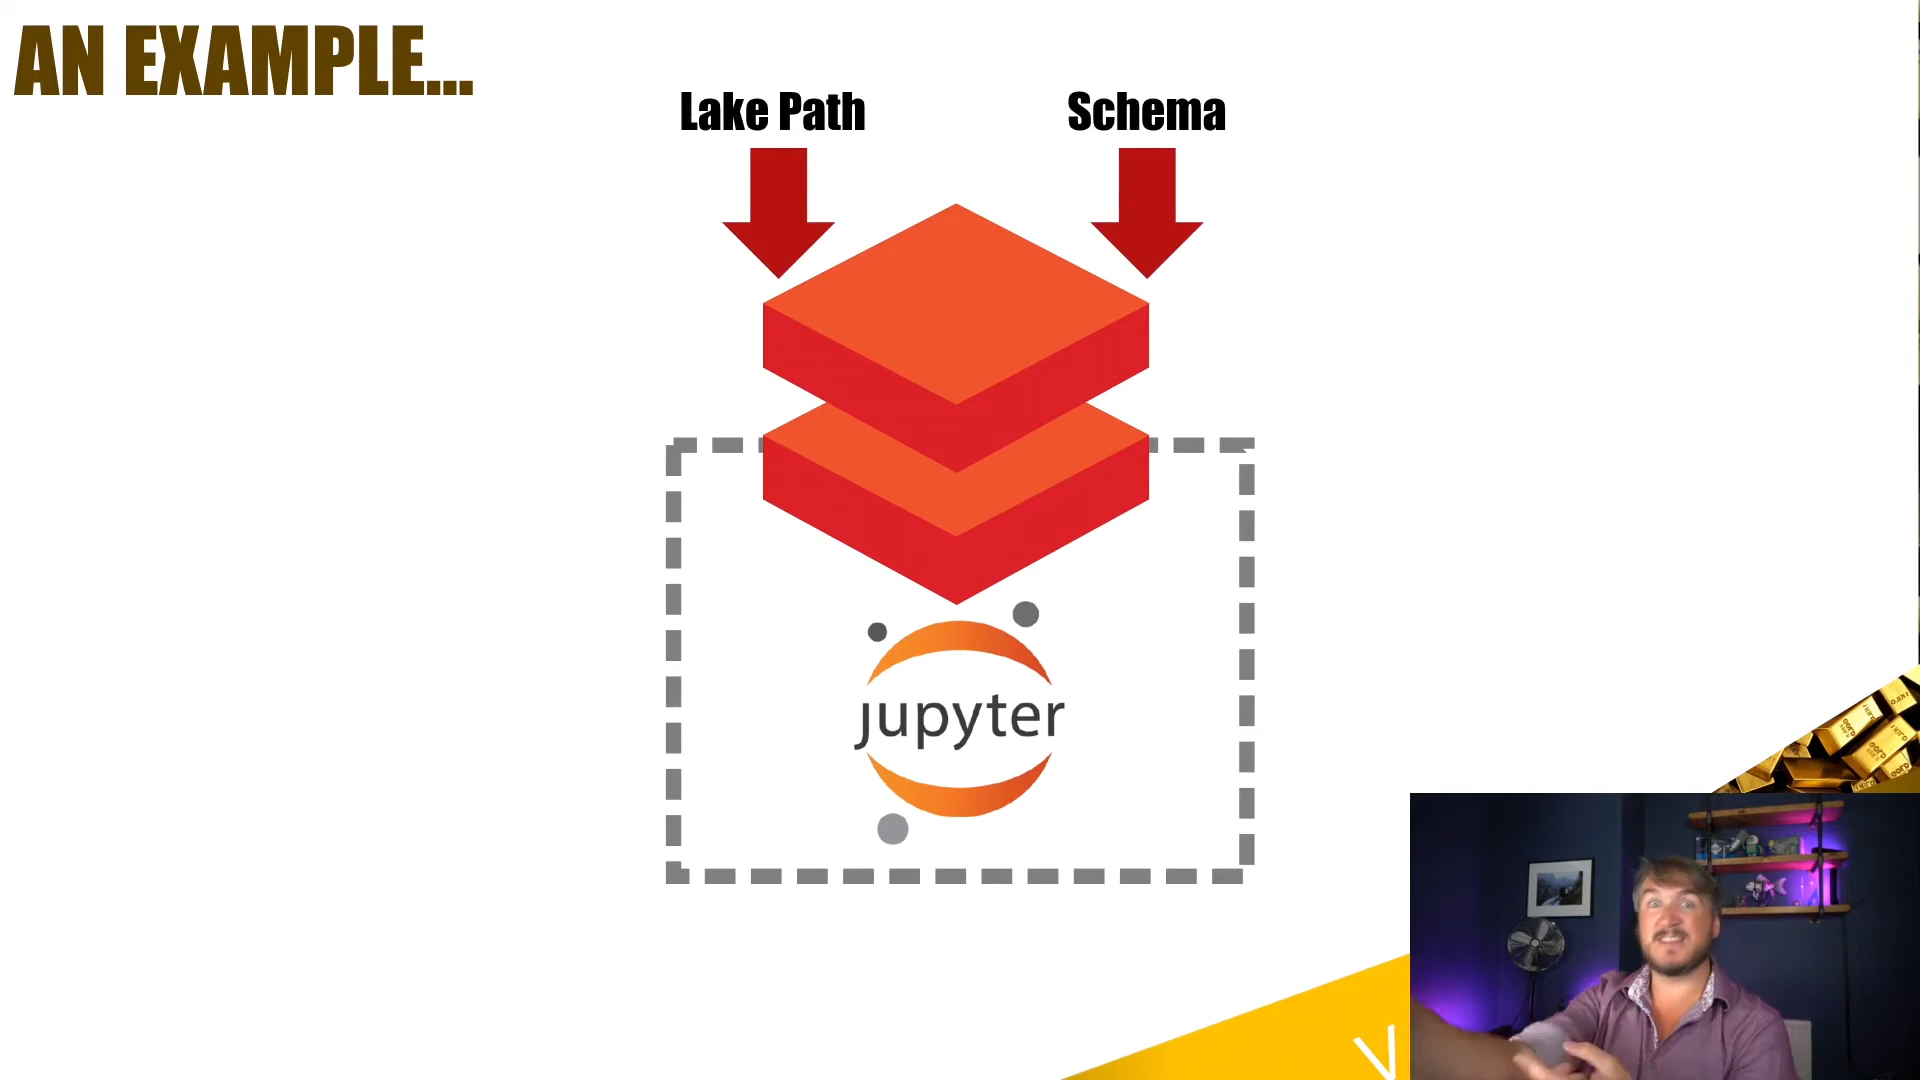 AN EXAMPLE...
Lake Path
Schema
jupyter
V